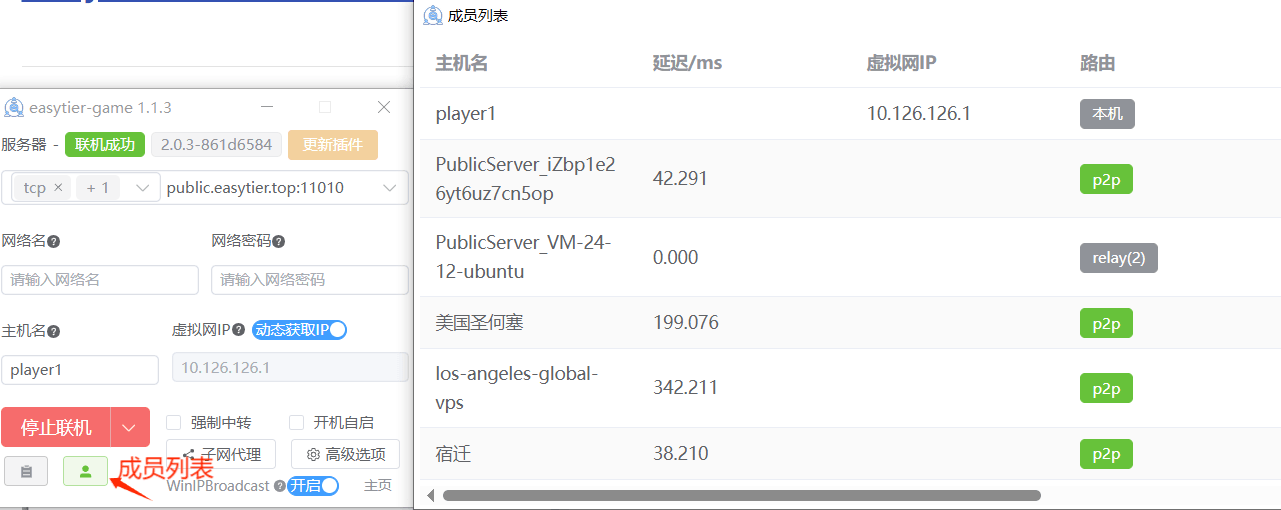 easytier-game 1.1.3
服务器 - 联机成功 2.0.3-861d6584 更新插件
tcp × + 1 public.easytier.top:11010
网络名 网络密码
请输入网络名 请输入网络密码
主机名 虚拟网IP 动态获取IP
player1 10.126.126.1
停止联机 强制中转 开机自启
子网代理 高级选项
成员列表
WinIPBroadcast 开启 主页
成员列表
主机名 延迟/ms 虚拟网IP 路由
player1 10.126.126.1 本机
PublicServer_iZbp1e2
6yt6uz7cn5op 42.291 p2p
PublicServer_VM-24-
12-ubuntu 0.000 relay(2)
美国圣何塞 199.076 p2p
los-angeles-global-
vps 342.211 p2p
宿迁 38.210 p2p